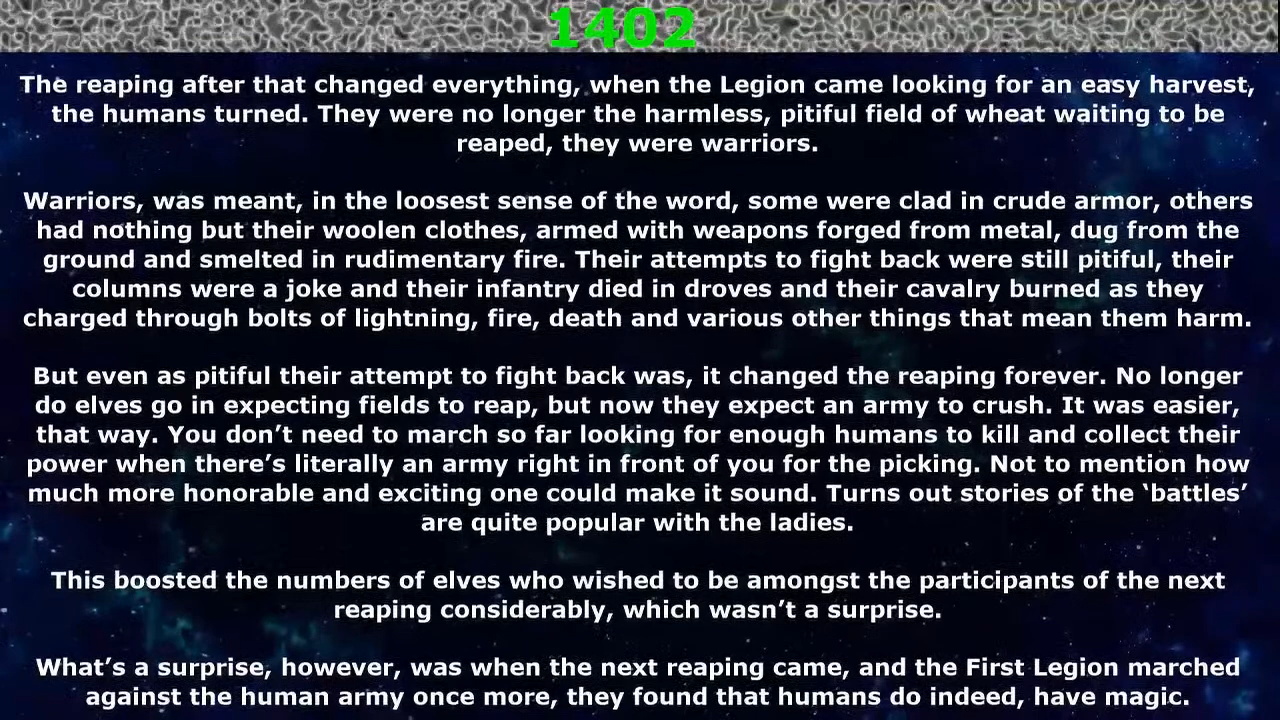 1402
The reaping after that changed everything, when the Legion came looking for an easy harvest,
the humans turned. They were no longer the harmless, pitiful field of wheat waiting to be
reaped, they were warriors.
Warriors, was meant, in the loosest sense of the word, some were clad in crude armor, others
had nothing but their woolen clothes, armed with weapons forged from metal, dug from the
ground and smelted in rudimentary fire. Their attempts to fight back were still pitiful, their
columns were a joke and their infantry died in droves and their cavalry burned as they
charged through bolts of lightning, fire, death and various other things that mean them harm.
But even as pitiful their attempt to fight back was, it changed the reaping forever. No longer
do elves go in expecting fields to reap, but now they expect an army to crush. It was easier,
that way. You don’t need to march so far looking for enough humans to kill and collect their
power when there’s literally an army right in front of you for the picking. Not to mention how
much more honorable and exciting one could make it sound. Turns out stories of the ‘battles’
are quite popular with the ladies.
This boosted the numbers of elves who wished to be amongst the participants of the next
reaping considerably, which wasn’t a surprise.
What’s a surprise, however, was when the next reaping came, and the First Legion marched
against the human army once more, they found that humans do indeed, have magic.